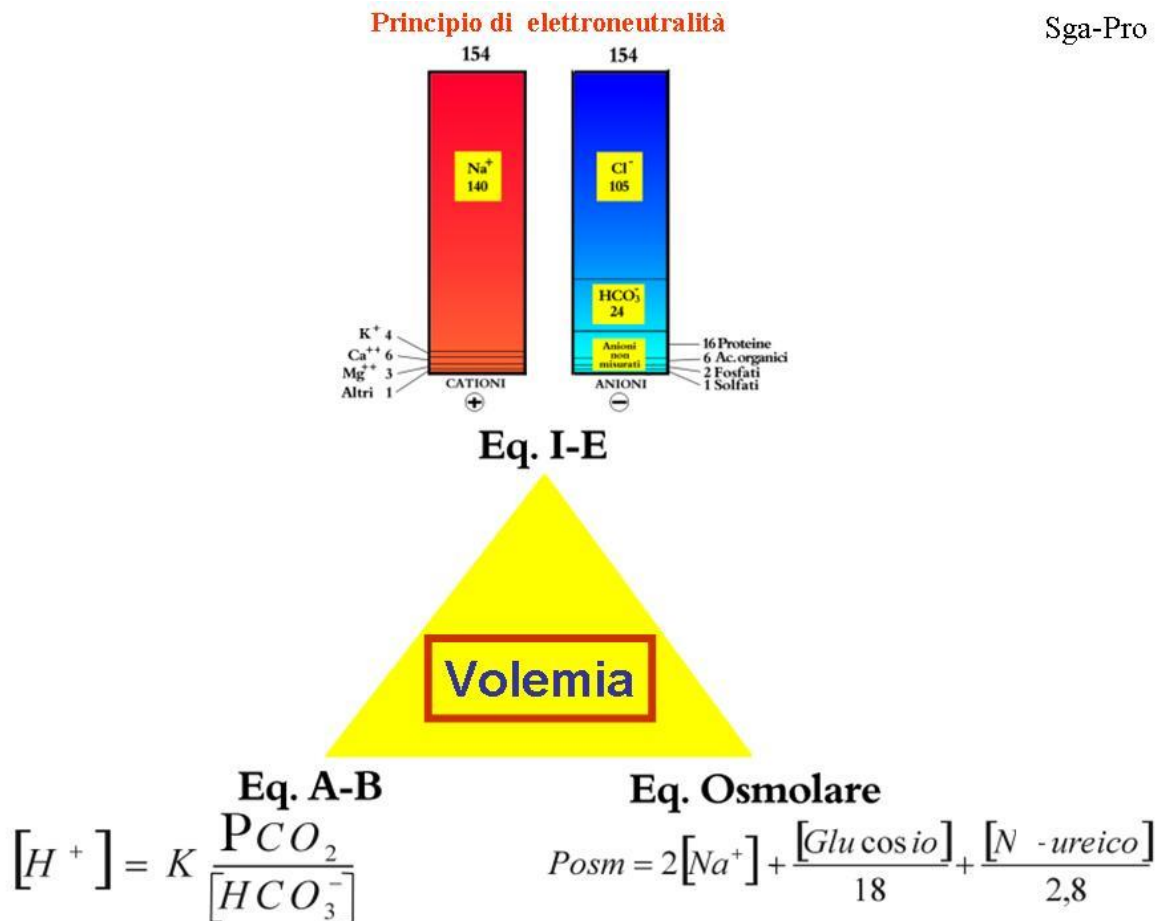 Principio di elettroneutralità
Sga-Pro
154 154
Na+
140
Cl-
105
HCO3-
24
Anioni
non
misurati
K+ 4
Ca++ 6
Mg++ 3
Altri 1
16 Proteine
6 Ac. organici
2 Fosfati
1 Solfati
CATIONI
+
ANIONI
−
Eq. I-E
Volemia
Eq. A-B
Eq. Osmolare
[H+] = K PCO2 / [HCO3-]
Posm = 2[Na+] + [Glu cosio] / 18 + [N -ureico] / 2,8